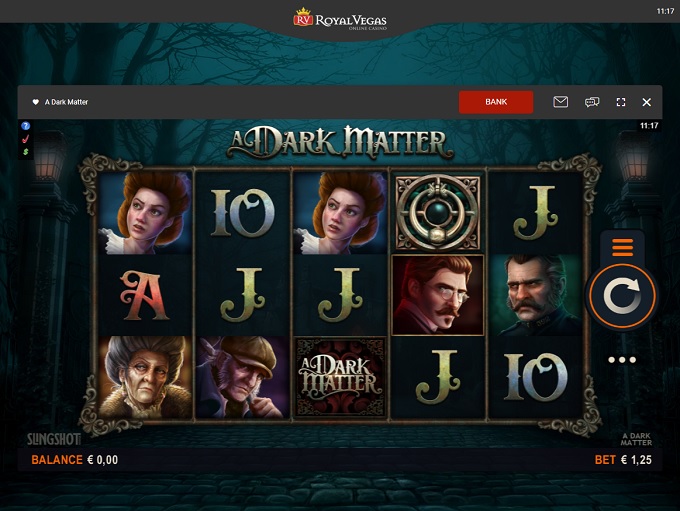 11:17
RV ROYALVEGAS
ONLINE CASINO
A Dark Matter
BANK
11:17
?
$
A DARK MATTER
IO
J
A
J
J
A DARK MATTER
J
IO
SLINGSHOT
A DARK
MATTER
BALANCE € 0,00
BET € 1,25